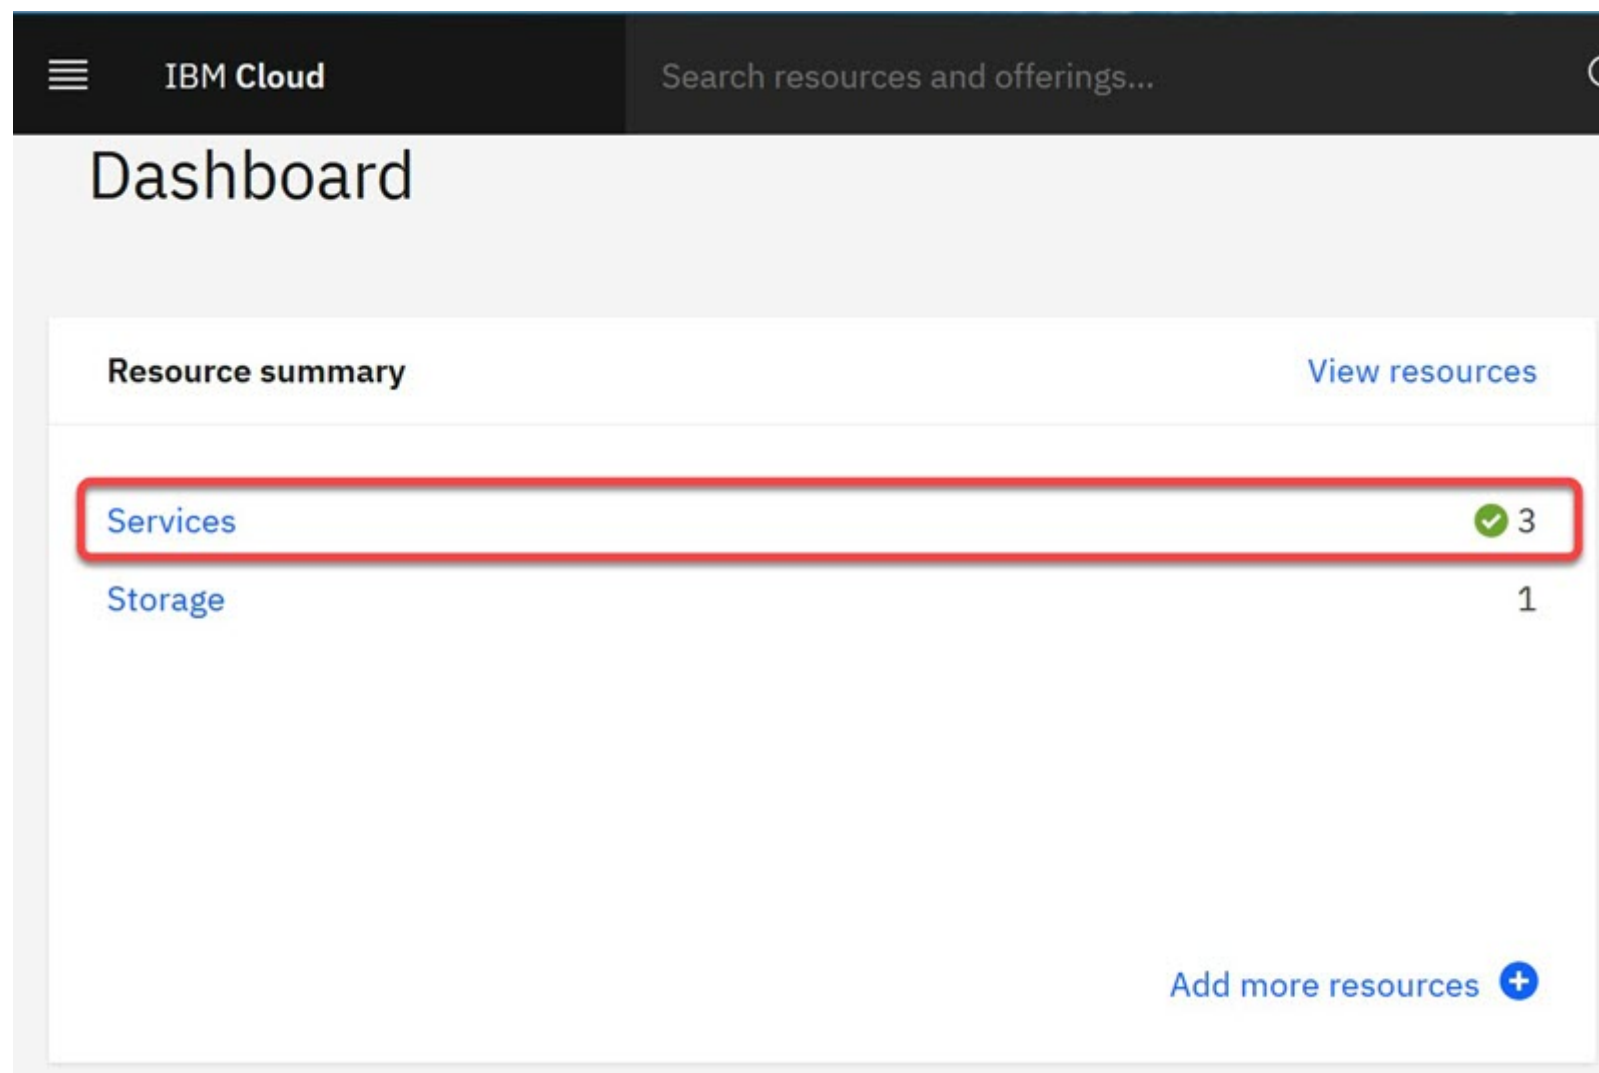 IBM Cloud
Search resources and offerings...
Dashboard
Resource summary
View resources
Services
3
Storage
1
Add more resources